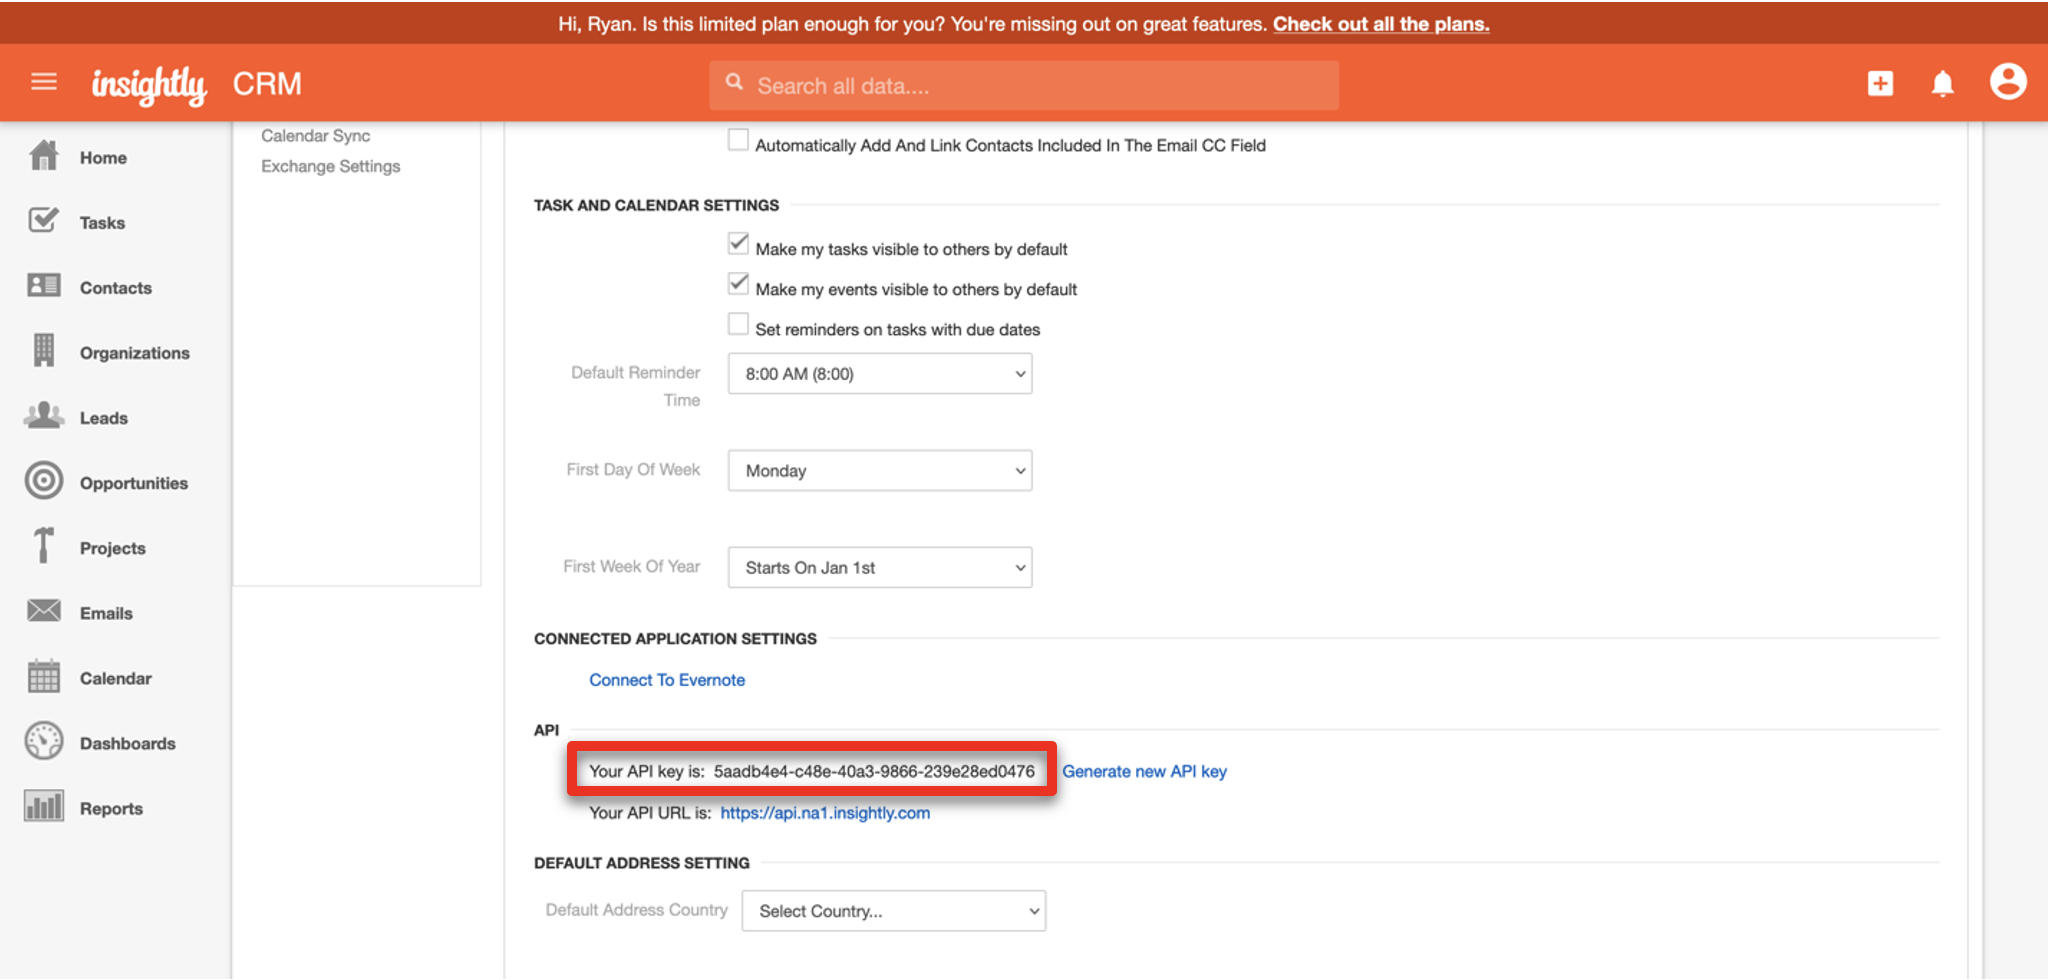 Hi, Ryan. Is this limited plan enough for you? You're missing out on great features. Check out all the plans.
insightly CRM
Search all data....
Home
Tasks
Contacts
Organizations
Leads
Opportunities
Projects
Emails
Calendar
Dashboards
Reports
Calendar Sync
Exchange Settings
Automatically Add And Link Contacts Included In The Email CC Field
TASK AND CALENDAR SETTINGS
Make my tasks visible to others by default
Make my events visible to others by default
Set reminders on tasks with due dates
Default Reminder
Time
8:00 AM (8:00)
First Day Of Week
Monday
First Week Of Year
Starts On Jan 1st
CONNECTED APPLICATION SETTINGS
Connect To Evernote
API
Your API key is: 5aadb4e4-c48e-40a3-9866-239e28ed0476 Generate new API key
Your API URL is: https://api.na1.insightly.com
DEFAULT ADDRESS SETTING
Default Address Country
Select Country...